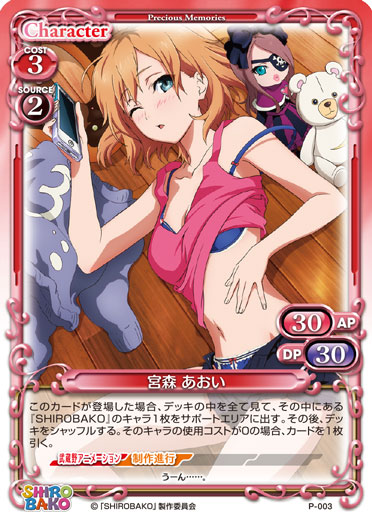 Precious Memories
Character
COST
3
SOURCE
2
3
30 AP
DP 30
宮森 あおい
このカードが登場した場合、デッキの中を全て見て、その中にある
『SHIROBAKO』のキャラ1枚をサポートエリアに出す。その後、デッ
キをシャッフルする。そのキャラの使用コストが0の場合、カードを1枚
引く。
武蔵野アニメーション 制作進行
うーん……。
SHIRO
BAKO
©「SHIROBAKO」製作委員会
P-003